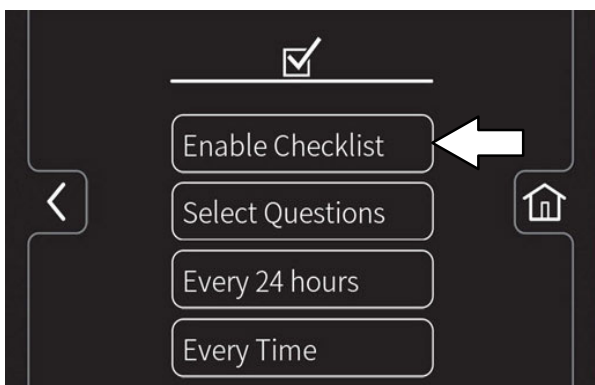 Enable Checklist
Select Questions
Every 24 hours
Every Time